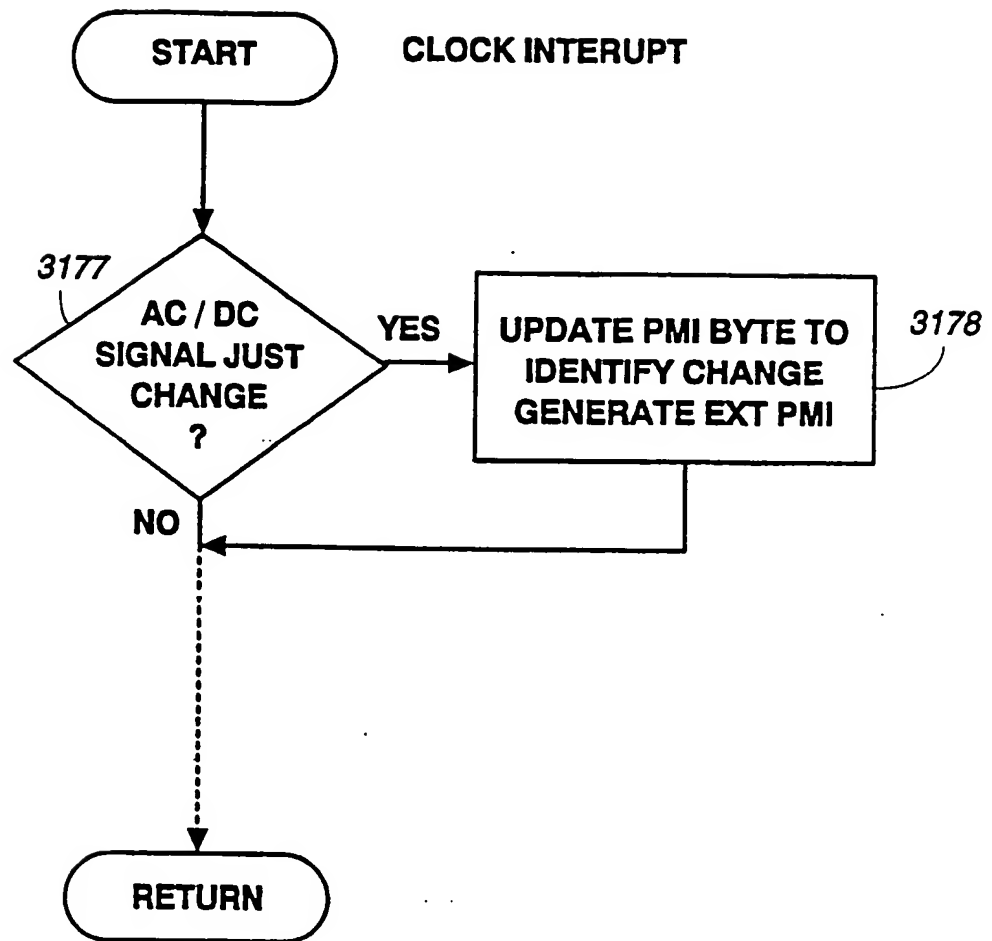 START
CLOCK INTERUPT
3177
AC / DC
SIGNAL JUST
CHANGE
?
YES
UPDATE PMI BYTE TO
IDENTIFY CHANGE
GENERATE EXT PMI
3178
NO
RETURN